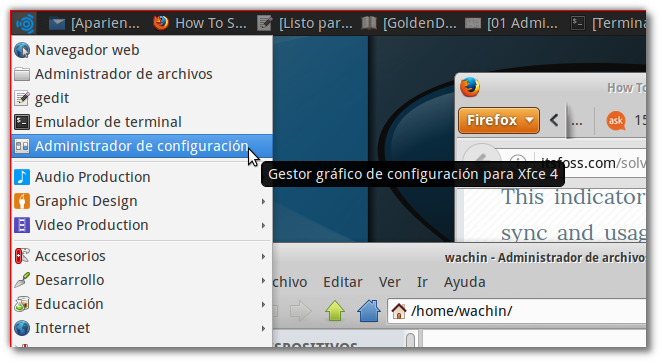 [Aparien...
How To S...
[Listo par...
[GoldenD...
[01 Admi...
[Termina
Navegador web
Administrador de archivos
gedit
Emulador de terminal
Administrador de configuración
Gestor gráfico de configuración para Xfce 4
Audio Production
Graphic Design
Video Production
Accesorios
Desarrollo
Educación
Internet
How To
Firefox
...
ask
15
itsfoss.com/solv
This indicator
sync and usag
wachin - Administrador de archivos
chivo Editar Ver Ir Ayuda
/home/wachin/
SPOSITIVOS